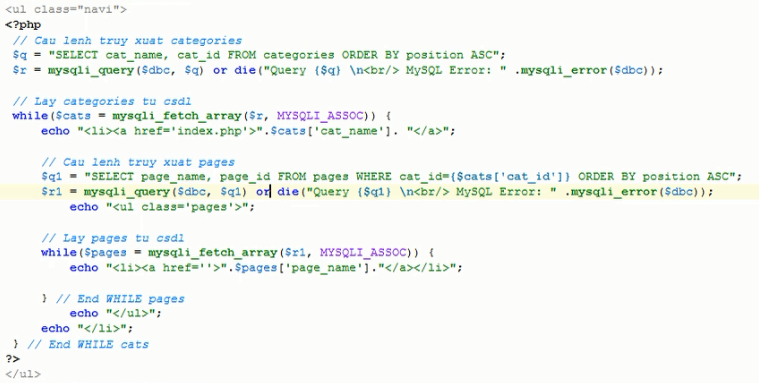 <ul class="navi">
<?php
// Cau lenh truy xuat categories
$q = "SELECT cat_name, cat_id FROM categories ORDER BY position ASC";
$r = mysqli_query($dbc, $q) or die("Query {$q} \n<br/> MySQL Error: " .mysqli_error($dbc));
// Lay categories tu csdl
while($cats = mysqli_fetch_array($r, MYSQLI_ASSOC)) {
echo "<li><a href='index.php'>".$cats['cat_name']. "</a>";
// Cau lenh truy xuat pages
$q1 = "SELECT page_name, page_id FROM pages WHERE cat_id={$cats['cat_id']} ORDER BY position ASC";
$r1 = mysqli_query($dbc, $q1) or die("Query {$q1} \n<br/> MySQL Error: " .mysqli_error($dbc));
echo "<ul class='pages'>";
// Lay pages tu csdl
while($pages = mysqli_fetch_array($r1, MYSQLI_ASSOC)) {
echo "<li><a href=''>".$pages['page_name']."</a></li>";
} // End WHILE pages
echo "</ul>";
echo "</li>";
} // End WHILE cats
?>
</ul>